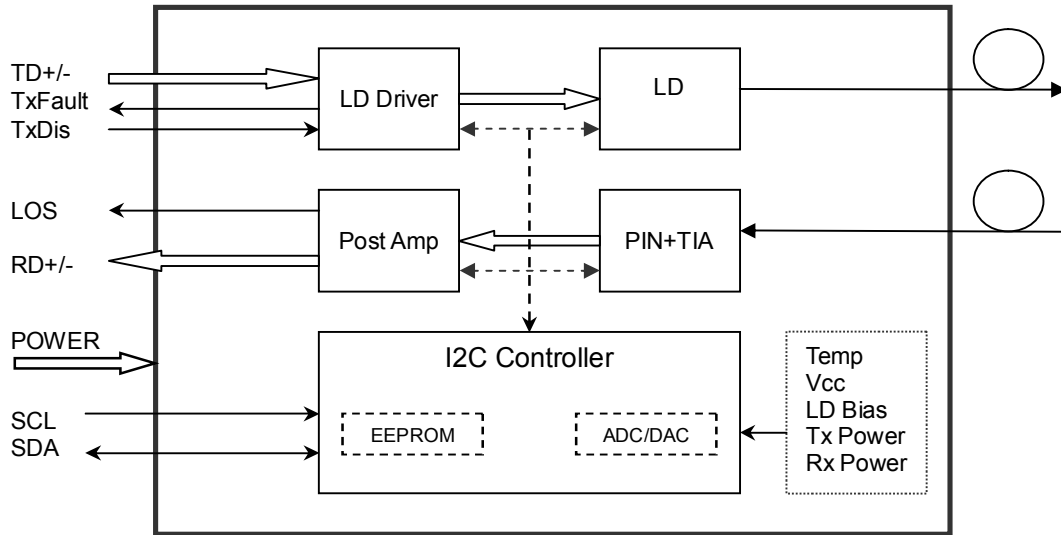 TD+/-
TxFault
TxDis
LD Driver
LD
LOS
RD+/-
Post Amp
PIN+TIA
POWER
SCL
SDA
I2C Controller
EEPROM
ADC/DAC
Temp
Vcc
LD Bias
Tx Power
Rx Power